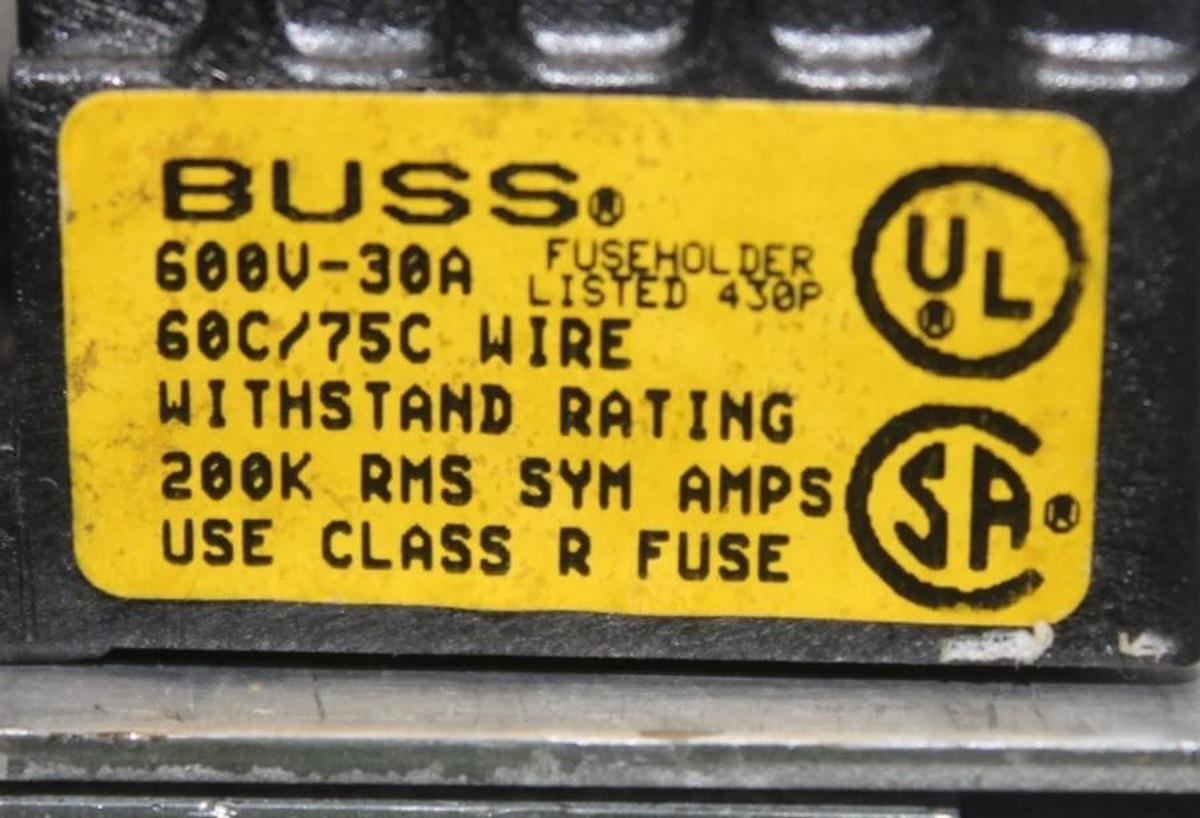 BUSS®
600V-30A FUSEHOLDER
LISTED 430P
60C/75C WIRE
WITHSTAND RATING
200K RMS SYM AMPS
USE CLASS R FUSE
UL®
CSA®